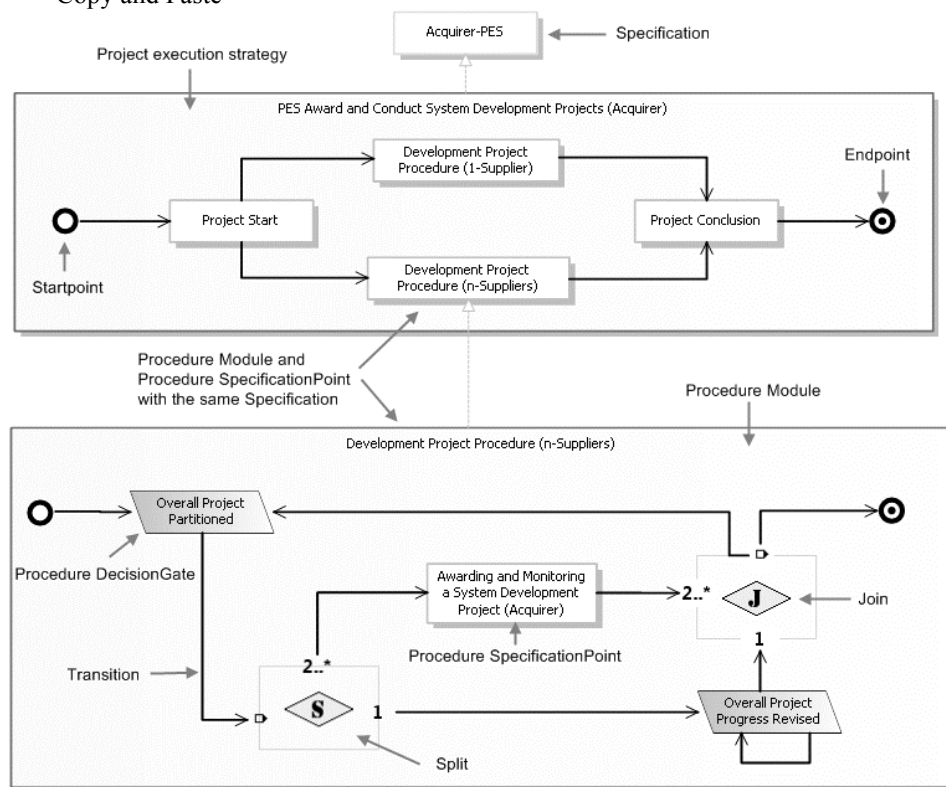 Copy and Paste
Acquirer-PES
Specification
Project execution strategy
PES Award and Conduct System Development Projects (Acquirer)
Development Project
Procedure (1-Supplier)
Endpoint
Project Start
Project Conclusion
Startpoint
Development Project
Procedure (n-Suppliers)
Procedure Module and
Procedure SpecificationPoint
with the same Specification
Procedure Module
Development Project Procedure (n-Suppliers)
Overall Project
Partitioned
Procedure DecisionGate
Awarding and Monitoring
a System Development
Project (Acquirer)
2..*
J
Join
1
Procedure SpecificationPoint
Transition
2..*
S
1
Overall Project
Progress Revised
Split